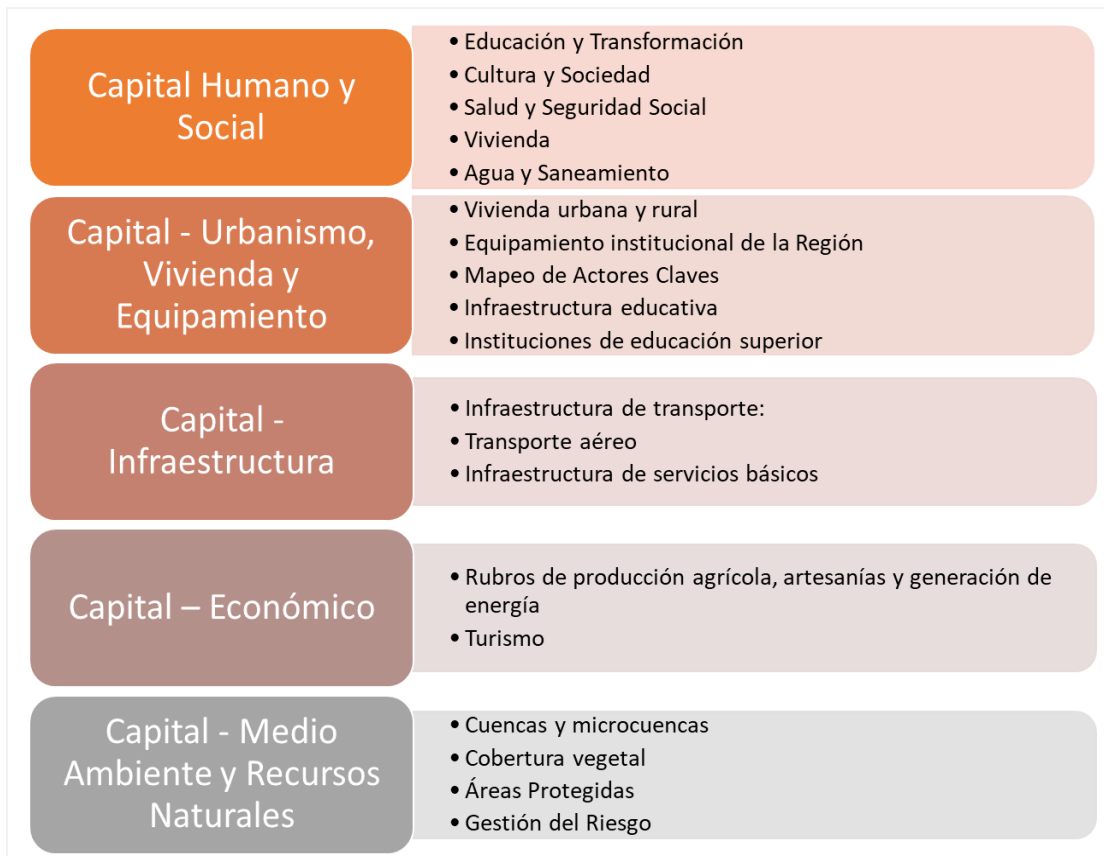 Capital Humano y
Social
• Educación y Transformación
• Cultura y Sociedad
• Salud y Seguridad Social
• Vivienda
• Agua y Saneamiento
Capital - Urbanismo,
Vivienda y
Equipamiento
• Vivienda urbana y rural
• Equipamiento institucional de la Región
• Mapeo de Actores Claves
• Infraestructura educativa
• Instituciones de educación superior
Capital -
Infraestructura
• Infraestructura de transporte:
• Transporte aéreo
• Infraestructura de servicios básicos
Capital – Económico
• Rubros de producción agrícola, artesanías y generación de
energía
• Turismo
Capital - Medio
Ambiente y Recursos
Naturales
• Cuencas y microcuencas
• Cobertura vegetal
• Áreas Protegidas
• Gestión del Riesgo